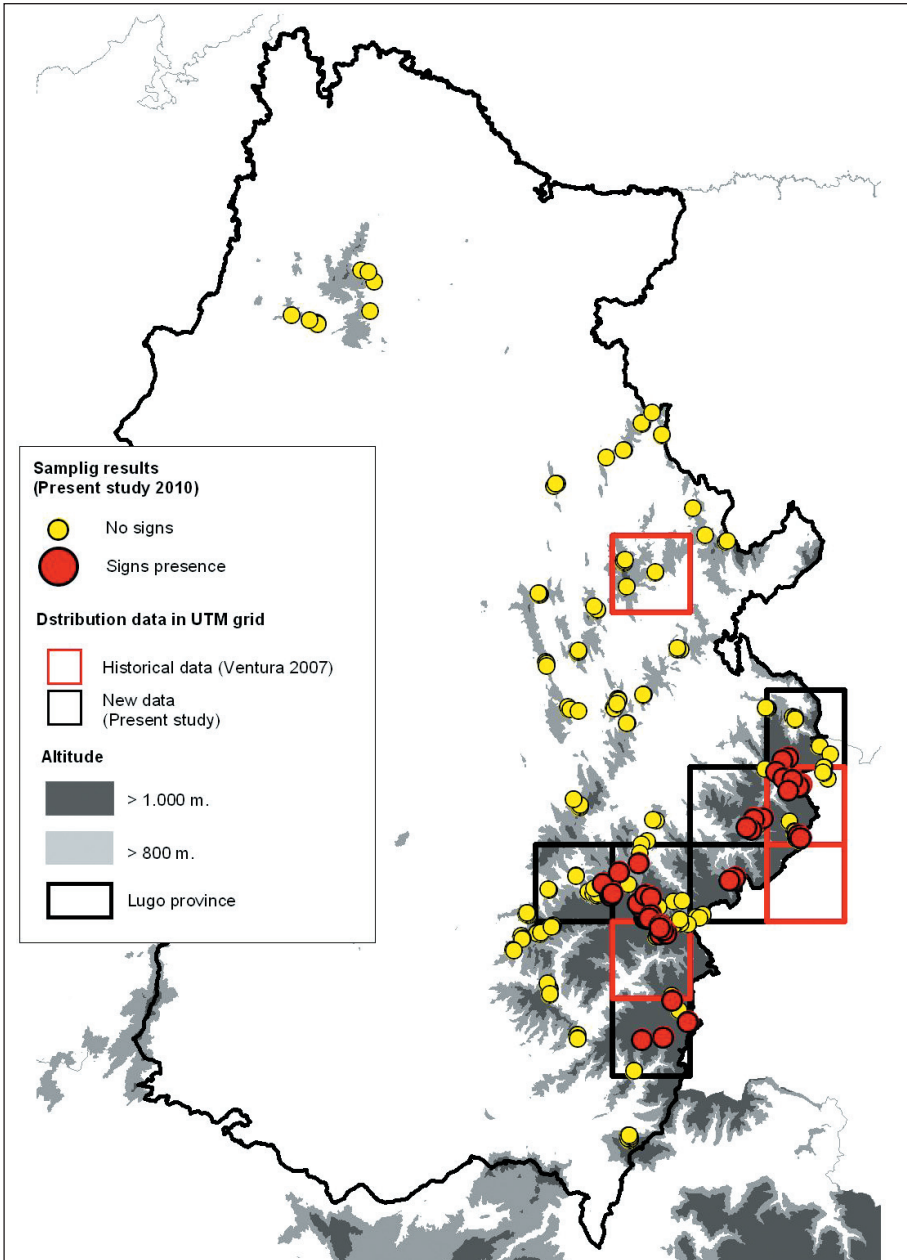 Samplig results
(Present study 2010)
No signs
Signs presence
Dstribution data in UTM grid
Historical data (Ventura 2007)
New data
(Present study)
Altitude
> 1.000 m.
> 800 m.
Lugo province